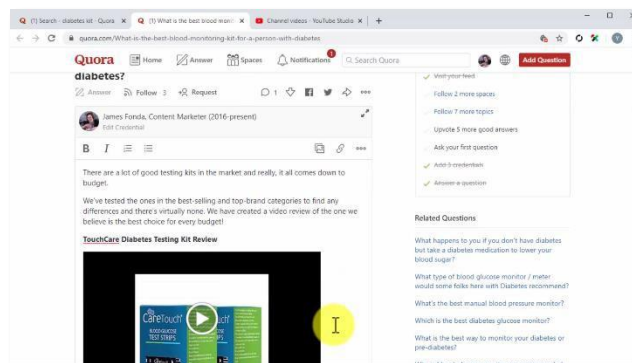 (1) Search - diabetes kit - Quora
(1) What is the best blood monit
Channel videos - YouTube Studio
quora.com/What-is-the-best-blood-monitoring-kit-for-a-person-with-diabetes
Quora Home Answer Spaces Notifications Search Quora Add Question
diabetes?
Answer Follow 3 Request 1
James Fonda, Content Marketer (2016-present)
Edit Credential
B I
There are a lot of good testing kits in the market and really, it all comes down to
budget.
We've tested the ones in the best-selling and top-brand categories to find any
differences and there's virtually none. We have created a video review of the one we
believe is the best choice for every budget!
TouchCare Diabetes Testing Kit Review
CareTouch
BLOOD GLUCOSE
TEST STRIPS
Visit your feed
Follow 2 more spaces
Follow 7 more topics
Upvote 5 more good answers
Ask your first question
Add 3 credentials
Answer a question
Related Questions
What happens to you if you don't have diabetes
but take a diabetes medication to lower your
blood sugar?
What type of blood glucose monitor / meter
would some folks here with Diabetes recommend?
What's the best manual blood pressure monitor?
Which is the best diabetes glucose monitor?
What is the best way to monitor your diabetes or
pre-diabetes?